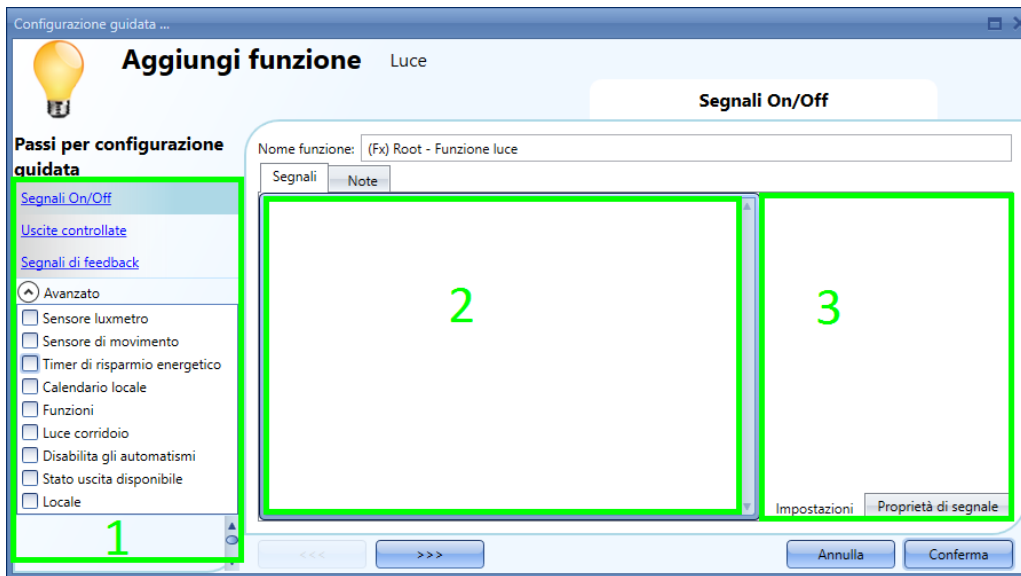 Configurazione guidata ...
Aggiungi funzione Luce
Segnali On/Off
Passi per configurazione
guidata
Segnali On/Off
Uscite controllate
Segnali di feedback
Avanzato
Sensore luxmetro
Sensore di movimento
Timer di risparmio energetico
Calendario locale
Funzioni
Luce corridoio
Disabilita gli automatismi
Stato uscita disponibile
Locale
1
Nome funzione: (Fx) Root - Funzione luce
Segnali Note
2
3
Impostazioni Proprietà di segnale
<<< >>> Annulla Conferma